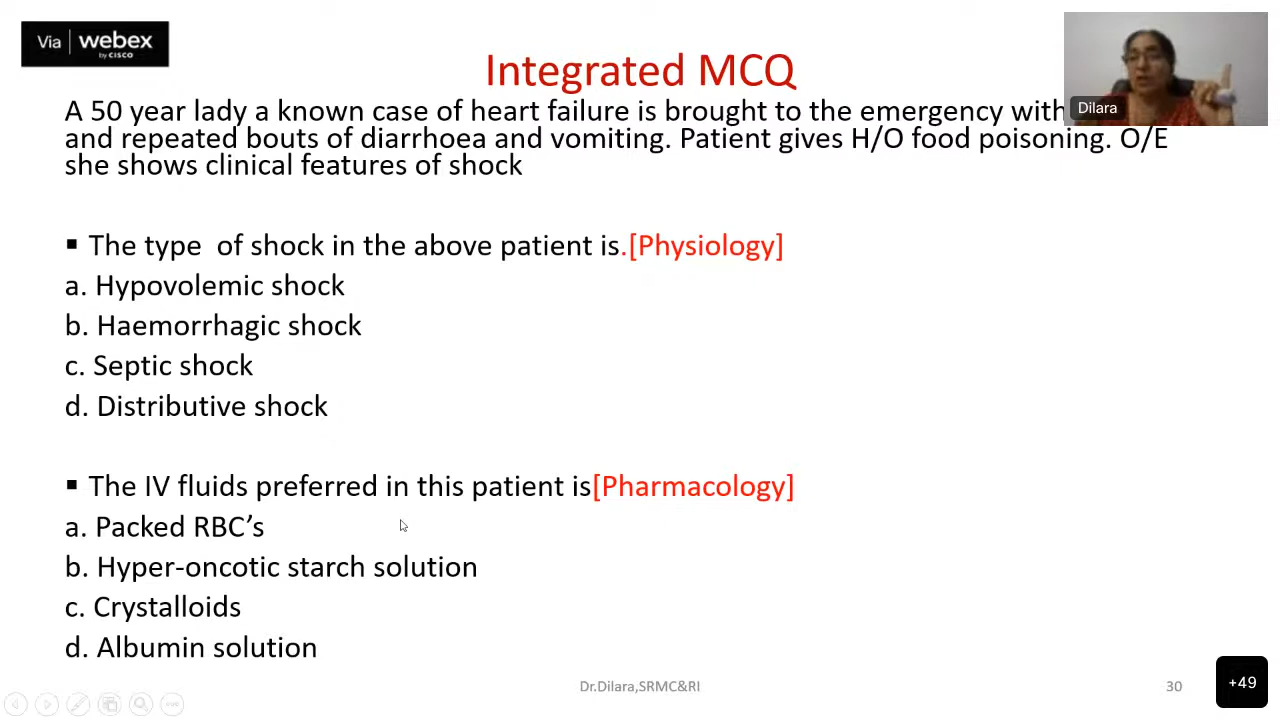 Via webex
by CISCO
Integrated MCQ
Dilara
A 50 year lady a known case of heart failure is brought to the emergency with
and repeated bouts of diarrhoea and vomiting. Patient gives H/O food poisoning. O/E
she shows clinical features of shock
▪ The type of shock in the above patient is.[Physiology]
a. Hypovolemic shock
b. Haemorrhagic shock
c. Septic shock
d. Distributive shock
▪ The IV fluids preferred in this patient is[Pharmacology]
a. Packed RBC’s
b. Hyper-oncotic starch solution
c. Crystalloids
d. Albumin solution
Dr.Dilara,SRMC&RI
30
+49